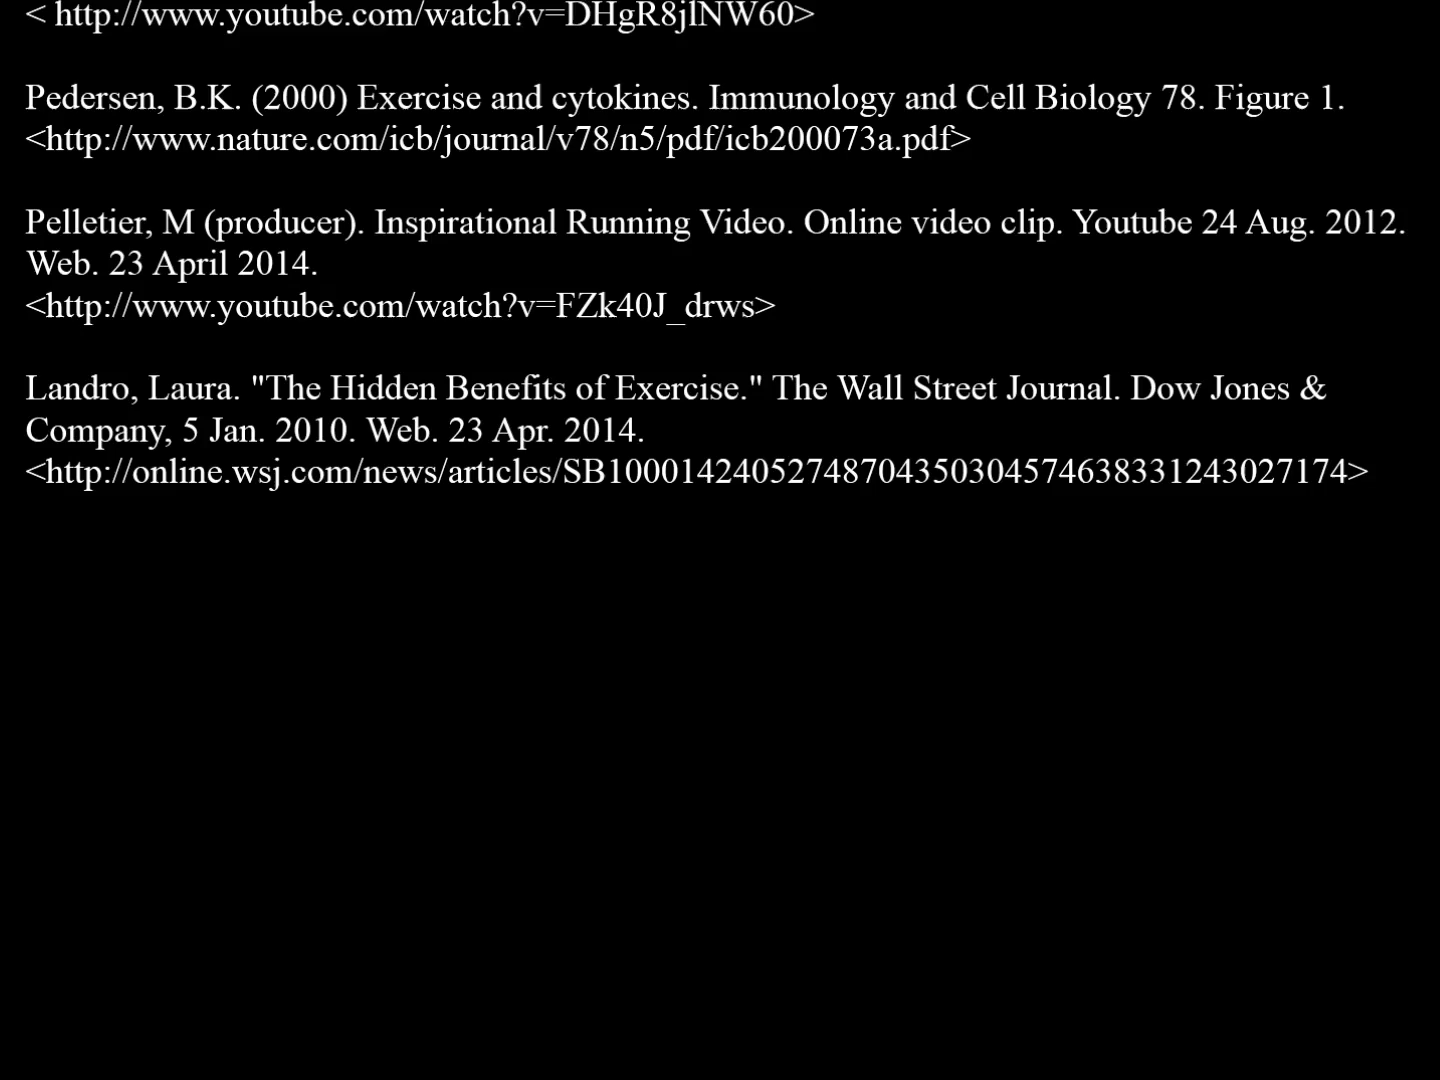 < http://www.youtube.com/watch?v=DHgR8jlNW60>
Pedersen, B.K. (2000) Exercise and cytokines. Immunology and Cell Biology 78. Figure 1.
<http://www.nature.com/icb/journal/v78/n5/pdf/icb200073a.pdf>
Pelletier, M (producer). Inspirational Running Video. Online video clip. Youtube 24 Aug. 2012.
Web. 23 April 2014.
<http://www.youtube.com/watch?v=FZk40J_drws>
Landro, Laura. "The Hidden Benefits of Exercise." The Wall Street Journal. Dow Jones &
Company, 5 Jan. 2010. Web. 23 Apr. 2014.
<http://online.wsj.com/news/articles/SB10001424052748704350304574638331243027174>